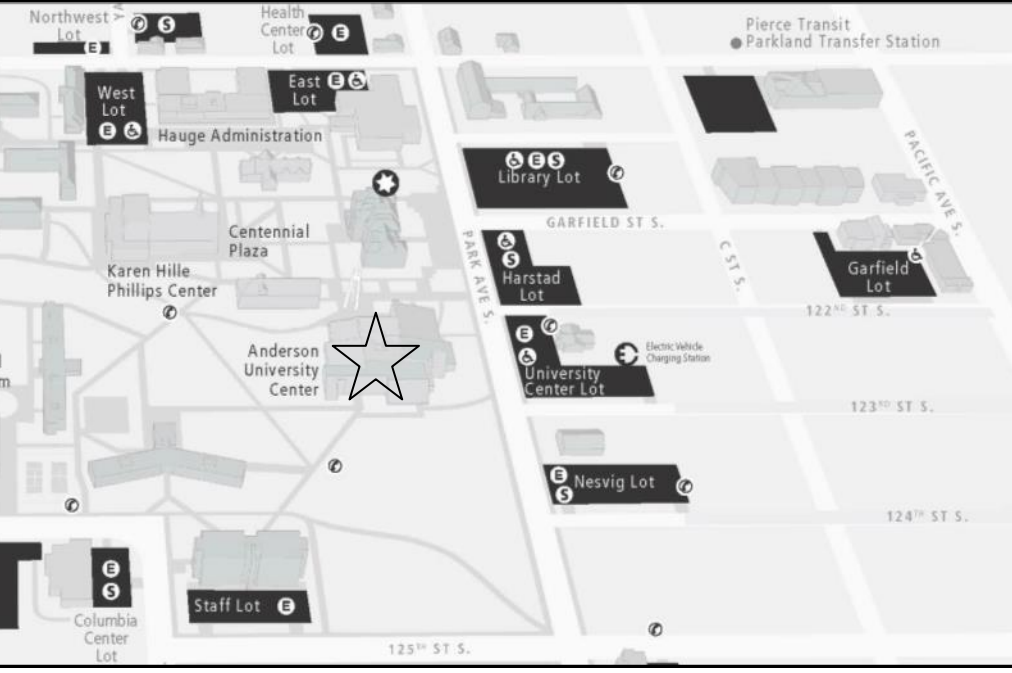 Northwest
Lot
E
YA
S
Health
Center
Lot
E
Pierce Transit
Parkland Transfer Station
West
Lot
E
East
Lot
E
Hauge Administration
E S
Library Lot
PACIFIC AVE S.
GARFIELD ST S.
Centennial
Plaza
Karen Hille
Phillips Center
PARK AVE S.
S
Harstad
Lot
C ST S.
Garfield
Lot
122ND ST S.
Anderson
University
Center
E
University
Center Lot
Electric Vehicle
Charging Station
123RD ST S.
m
E
S
Nesvig Lot
124TH ST S.
E
S
Columbia
Center
Lot
Staff Lot E
125TH ST S.